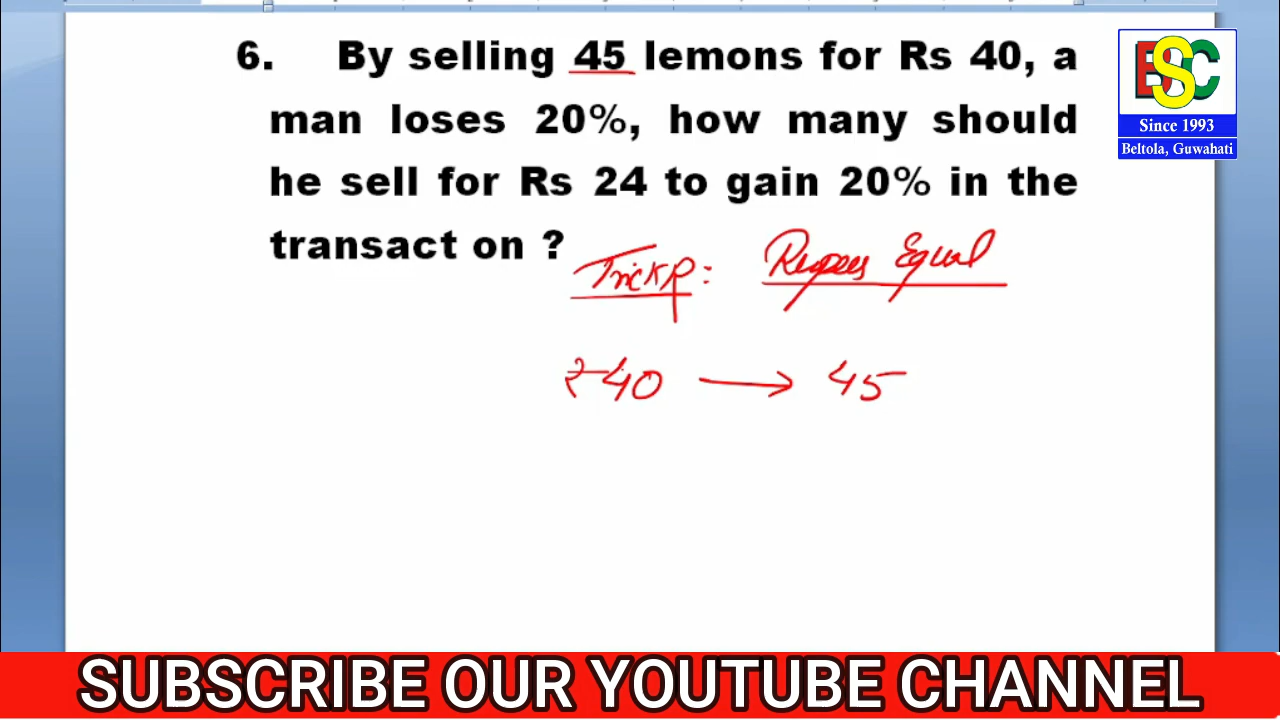 6. By selling 45 lemons for Rs 40, a
man loses 20%, how many should
he sell for Rs 24 to gain 20% in the
transact on ?
Trick : Rupees Equal
₹ 40 → 45
BSC
Since 1993
Beltola, Guwahati
SUBSCRIBE OUR YOUTUBE CHANNEL